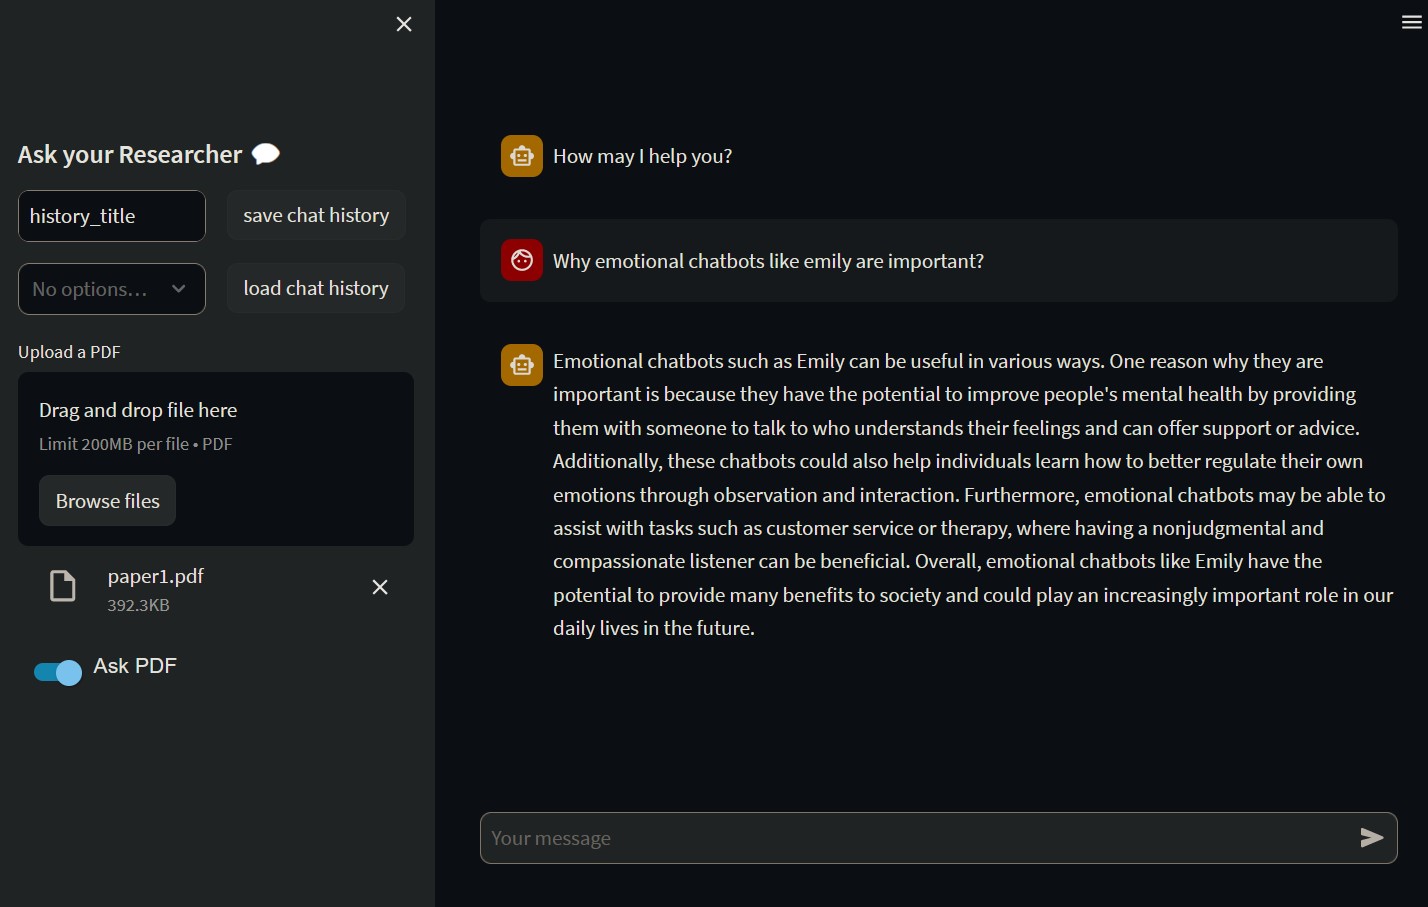 Ask your Researcher 💬
history_title
save chat history
No options...
load chat history
Upload a PDF
Drag and drop file here
Limit 200MB per file • PDF
Browse files
paper1.pdf
392.3KB
Ask PDF
How may I help you?
Why emotional chatbots like emily are important?
Emotional chatbots such as Emily can be useful in various ways. One reason why they are
important is because they have the potential to improve people's mental health by providing
them with someone to talk to who understands their feelings and can offer support or advice.
Additionally, these chatbots could also help individuals learn how to better regulate their own
emotions through observation and interaction. Furthermore, emotional chatbots may be able to
assist with tasks such as customer service or therapy, where having a nonjudgmental and
compassionate listener can be beneficial. Overall, emotional chatbots like Emily have the
potential to provide many benefits to society and could play an increasingly important role in our
daily lives in the future.
Your message